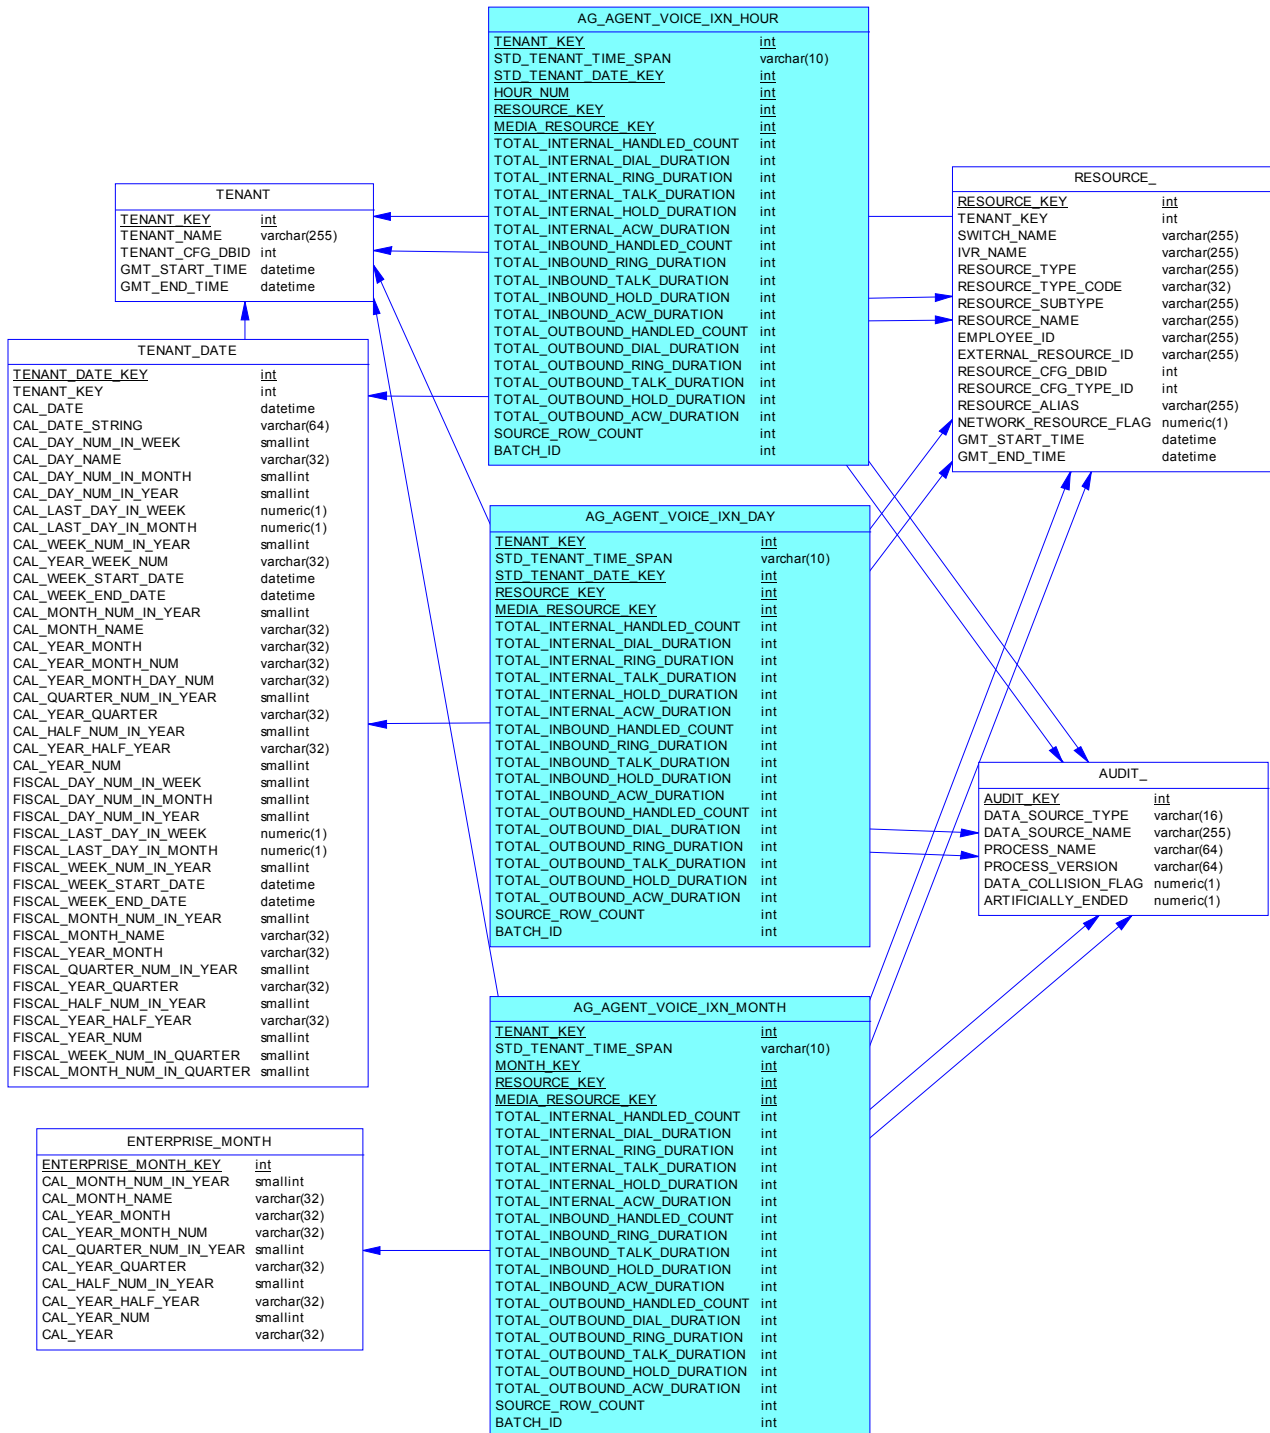 AG_AGENT_VOICE_IXN_HOUR
TENANT_KEY int
STD_TENANT_TIME_SPAN varchar(10)
STD_TENANT_DATE_KEY int
HOUR_NUM int
RESOURCE_KEY int
MEDIA_RESOURCE_KEY int
TOTAL_INTERNAL_HANDLED_COUNT int
TOTAL_INTERNAL_DIAL_DURATION int
TOTAL_INTERNAL_RING_DURATION int
TOTAL_INTERNAL_TALK_DURATION int
TOTAL_INTERNAL_HOLD_DURATION int
TOTAL_INTERNAL_ACW_DURATION int
TOTAL_INBOUND_HANDLED_COUNT int
TOTAL_INBOUND_RING_DURATION int
TOTAL_INBOUND_TALK_DURATION int
TOTAL_INBOUND_HOLD_DURATION int
TOTAL_INBOUND_ACW_DURATION int
TOTAL_OUTBOUND_HANDLED_COUNT int
TOTAL_OUTBOUND_DIAL_DURATION int
TOTAL_OUTBOUND_RING_DURATION int
TOTAL_OUTBOUND_TALK_DURATION int
TOTAL_OUTBOUND_HOLD_DURATION int
TOTAL_OUTBOUND_ACW_DURATION int
SOURCE_ROW_COUNT int
BATCH_ID int
TENANT
TENANT_KEY int
TENANT_NAME varchar(255)
TENANT_CFG_DBID int
GMT_START_TIME datetime
GMT_END_TIME datetime
RESOURCE_
RESOURCE_KEY int
TENANT_KEY int
SWITCH_NAME varchar(255)
IVR_NAME varchar(255)
RESOURCE_TYPE varchar(255)
RESOURCE_TYPE_CODE varchar(32)
RESOURCE_SUBTYPE varchar(255)
RESOURCE_NAME varchar(255)
EMPLOYEE_ID varchar(255)
EXTERNAL_RESOURCE_ID varchar(255)
RESOURCE_CFG_DBID int
RESOURCE_CFG_TYPE_ID int
RESOURCE_ALIAS varchar(255)
NETWORK_RESOURCE_FLAG numeric(1)
GMT_START_TIME datetime
GMT_END_TIME datetime
TENANT_DATE
TENANT_DATE_KEY int
TENANT_KEY int
CAL_DATE datetime
CAL_DATE_STRING varchar(64)
CAL_DAY_NUM_IN_WEEK smallint
CAL_DAY_NAME varchar(32)
CAL_DAY_NUM_IN_MONTH smallint
CAL_DAY_NUM_IN_YEAR smallint
CAL_LAST_DAY_IN_WEEK numeric(1)
CAL_LAST_DAY_IN_MONTH numeric(1)
CAL_WEEK_NUM_IN_YEAR smallint
CAL_YEAR_WEEK_NUM varchar(32)
CAL_WEEK_START_DATE datetime
CAL_WEEK_END_DATE datetime
CAL_MONTH_NUM_IN_YEAR smallint
CAL_MONTH_NAME varchar(32)
CAL_YEAR_MONTH varchar(32)
CAL_YEAR_MONTH_NUM varchar(32)
CAL_YEAR_MONTH_DAY_NUM varchar(32)
CAL_QUARTER_NUM_IN_YEAR smallint
CAL_YEAR_QUARTER varchar(32)
CAL_HALF_NUM_IN_YEAR smallint
CAL_YEAR_HALF_YEAR varchar(32)
CAL_YEAR_NUM smallint
FISCAL_DAY_NUM_IN_WEEK smallint
FISCAL_DAY_NUM_IN_MONTH smallint
FISCAL_DAY_NUM_IN_YEAR smallint
FISCAL_LAST_DAY_IN_WEEK numeric(1)
FISCAL_LAST_DAY_IN_MONTH numeric(1)
FISCAL_WEEK_NUM_IN_YEAR smallint
FISCAL_WEEK_START_DATE datetime
FISCAL_WEEK_END_DATE datetime
FISCAL_MONTH_NUM_IN_YEAR smallint
FISCAL_MONTH_NAME varchar(32)
FISCAL_YEAR_MONTH varchar(32)
FISCAL_QUARTER_NUM_IN_YEAR smallint
FISCAL_YEAR_QUARTER varchar(32)
FISCAL_HALF_NUM_IN_YEAR smallint
FISCAL_YEAR_HALF_YEAR varchar(32)
FISCAL_YEAR_NUM smallint
FISCAL_WEEK_NUM_IN_QUARTER smallint
FISCAL_MONTH_NUM_IN_QUARTER smallint
AG_AGENT_VOICE_IXN_DAY
TENANT_KEY int
STD_TENANT_TIME_SPAN varchar(10)
STD_TENANT_DATE_KEY int
RESOURCE_KEY int
MEDIA_RESOURCE_KEY int
TOTAL_INTERNAL_HANDLED_COUNT int
TOTAL_INTERNAL_DIAL_DURATION int
TOTAL_INTERNAL_RING_DURATION int
TOTAL_INTERNAL_TALK_DURATION int
TOTAL_INTERNAL_HOLD_DURATION int
TOTAL_INTERNAL_ACW_DURATION int
TOTAL_INBOUND_HANDLED_COUNT int
TOTAL_INBOUND_RING_DURATION int
TOTAL_INBOUND_TALK_DURATION int
TOTAL_INBOUND_HOLD_DURATION int
TOTAL_INBOUND_ACW_DURATION int
TOTAL_OUTBOUND_HANDLED_COUNT int
TOTAL_OUTBOUND_DIAL_DURATION int
TOTAL_OUTBOUND_RING_DURATION int
TOTAL_OUTBOUND_TALK_DURATION int
TOTAL_OUTBOUND_HOLD_DURATION int
TOTAL_OUTBOUND_ACW_DURATION int
SOURCE_ROW_COUNT int
BATCH_ID int
AUDIT_
AUDIT_KEY int
DATA_SOURCE_TYPE varchar(16)
DATA_SOURCE_NAME varchar(255)
PROCESS_NAME varchar(64)
PROCESS_VERSION varchar(64)
DATA_COLLISION_FLAG numeric(1)
ARTIFICIALLY_ENDED numeric(1)
AG_AGENT_VOICE_IXN_MONTH
TENANT_KEY int
STD_TENANT_TIME_SPAN varchar(10)
MONTH_KEY int
RESOURCE_KEY int
MEDIA_RESOURCE_KEY int
TOTAL_INTERNAL_HANDLED_COUNT int
TOTAL_INTERNAL_DIAL_DURATION int
TOTAL_INTERNAL_RING_DURATION int
TOTAL_INTERNAL_TALK_DURATION int
TOTAL_INTERNAL_HOLD_DURATION int
TOTAL_INTERNAL_ACW_DURATION int
TOTAL_INBOUND_HANDLED_COUNT int
TOTAL_INBOUND_RING_DURATION int
TOTAL_INBOUND_TALK_DURATION int
TOTAL_INBOUND_HOLD_DURATION int
TOTAL_INBOUND_ACW_DURATION int
TOTAL_OUTBOUND_HANDLED_COUNT int
TOTAL_OUTBOUND_DIAL_DURATION int
TOTAL_OUTBOUND_RING_DURATION int
TOTAL_OUTBOUND_TALK_DURATION int
TOTAL_OUTBOUND_HOLD_DURATION int
TOTAL_OUTBOUND_ACW_DURATION int
SOURCE_ROW_COUNT int
BATCH_ID int
ENTERPRISE_MONTH
ENTERPRISE_MONTH_KEY int
CAL_MONTH_NUM_IN_YEAR smallint
CAL_MONTH_NAME varchar(32)
CAL_YEAR_MONTH varchar(32)
CAL_YEAR_MONTH_NUM varchar(32)
CAL_QUARTER_NUM_IN_YEAR smallint
CAL_YEAR_QUARTER varchar(32)
CAL_HALF_NUM_IN_YEAR smallint
CAL_YEAR_HALF_YEAR varchar(32)
CAL_YEAR_NUM smallint
CAL_YEAR varchar(32)